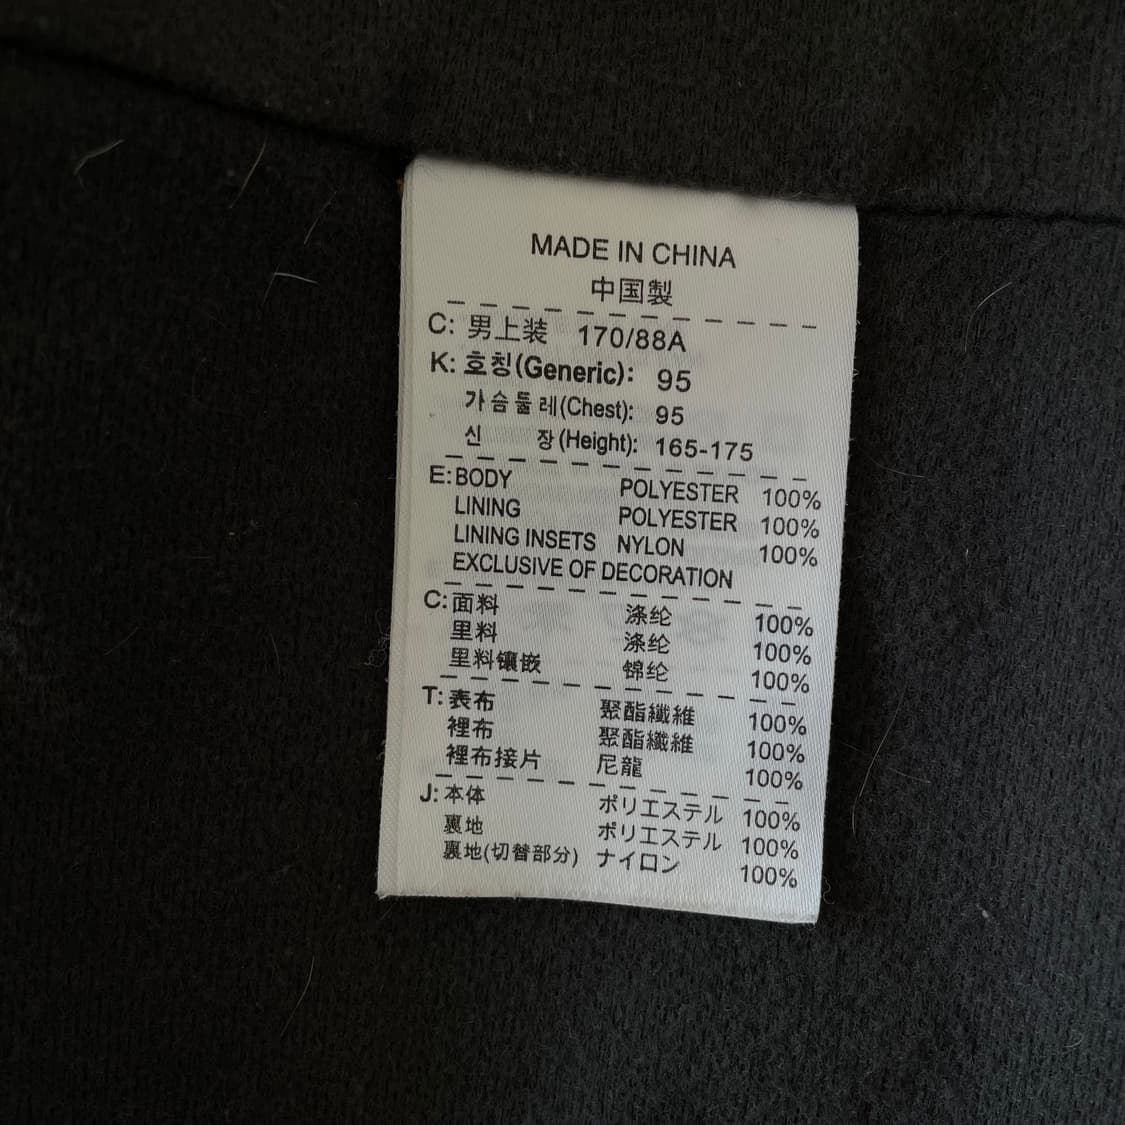 MADE IN CHINA
中国製
C: 男上装 170/88A
K: 호칭(Generic): 95
가슴둘레(Chest): 95
신 장(Height): 165-175
E: BODY POLYESTER 100%
LINING POLYESTER 100%
LINING INSETS NYLON 100%
EXCLUSIVE OF DECORATION
C: 面料 涤纶 100%
里料 涤纶 100%
里料镶嵌 锦纶 100%
T: 表布 聚酯纖維 100%
裡布 聚酯纖維 100%
裡布接片 尼龍 100%
J: 本体 ポリエステル 100%
裏地 ポリエステル 100%
裏地(切替部分) ナイロン 100%